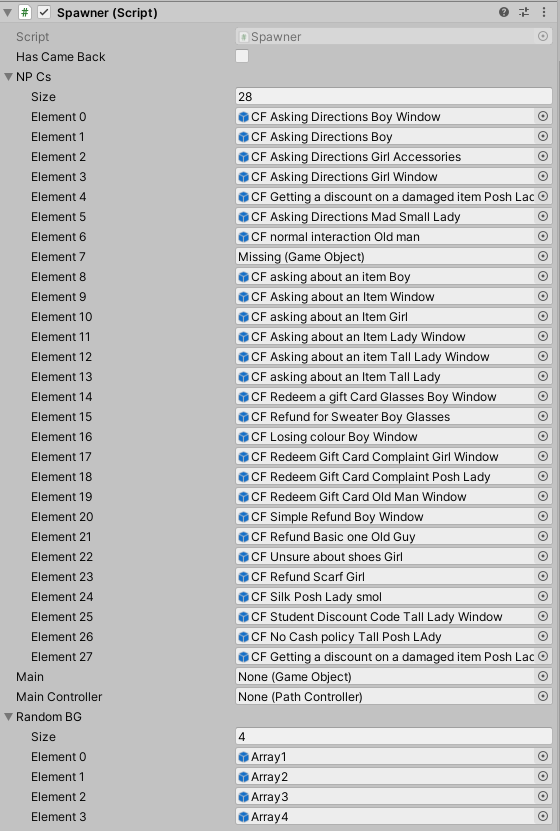 Spawner (Script)
Script Spawner
Has Came Back
NP Cs
Size 28
Element 0 CF Asking Directions Boy Window
Element 1 CF Asking Directions Boy
Element 2 CF Asking Directions Girl Accessories
Element 3 CF Asking Directions Girl Window
Element 4 CF Getting a discount on a damaged item Posh Lac
Element 5 CF Asking Directions Mad Small Lady
Element 6 CF normal interaction Old man
Element 7 Missing (Game Object)
Element 8 CF asking about an item Boy
Element 9 CF Asking about an Item Window
Element 10 CF asking about an item Girl
Element 11 CF Asking about an Item Lady Window
Element 12 CF Asking about an item Tall Lady Window
Element 13 CF asking about an Item Tall Lady
Element 14 CF Redeem a gift Card Glasses Boy Window
Element 15 CF Refund for Sweater Boy Glasses
Element 16 CF Losing colour Boy Window
Element 17 CF Redeem Gift Card Complaint Girl Window
Element 18 CF Redeem Gift Card Complaint Posh Lady
Element 19 CF Redeem Gift Card Old Man Window
Element 20 CF Simple Refund Boy Window
Element 21 CF Refund Basic one Old Guy
Element 22 CF Unsure about shoes Girl
Element 23 CF Refund Scarf Girl
Element 24 CF Silk Posh Lady smol
Element 25 CF Student Discount Code Tall Lady Window
Element 26 CF No Cash policy Tall Posh LAdy
Element 27 CF Getting a discount on a damaged item Posh Lac
Main None (Game Object)
Main Controller None (Path Controller)
Random BG
Size 4
Element 0 Array1
Element 1 Array2
Element 2 Array3
Element 3 Array4